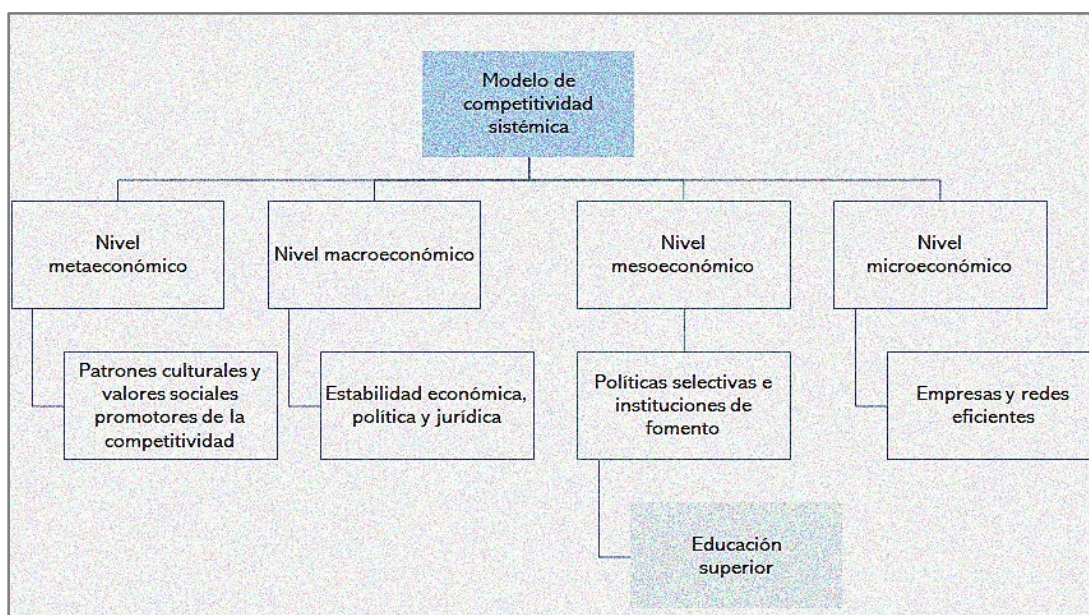 Modelo de
competitividad
sistémica
Nivel
metaeconómico
Nivel macroeconómico
Nivel
mesoeconómico
Nivel
microeconómico
Patrones culturales y
valores sociales
promotores de la
competitividad
Estabilidad económica,
política y jurídica
Políticas selectivas e
instituciones de
fomento
Empresas y redes
eficientes
Educación
superior